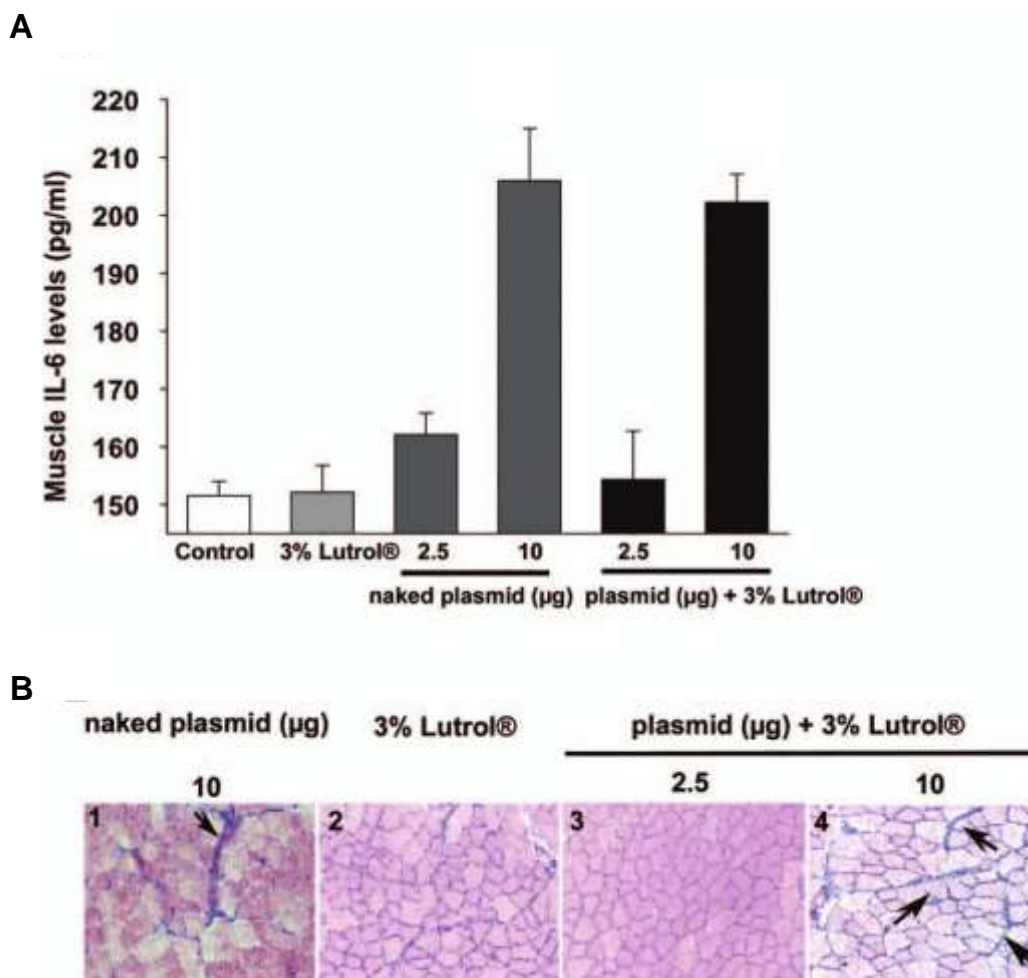 A
Muscle IL-6 levels (pg/ml)
220
210
200
190
180
170
160
150
Control 3% Lutrol® 2.5 10 2.5 10
naked plasmid (µg) plasmid (µg) + 3% Lutrol®
B
naked plasmid (µg) 3% Lutrol® plasmid (µg) + 3% Lutrol®
10 2.5 10
1 2 3 4